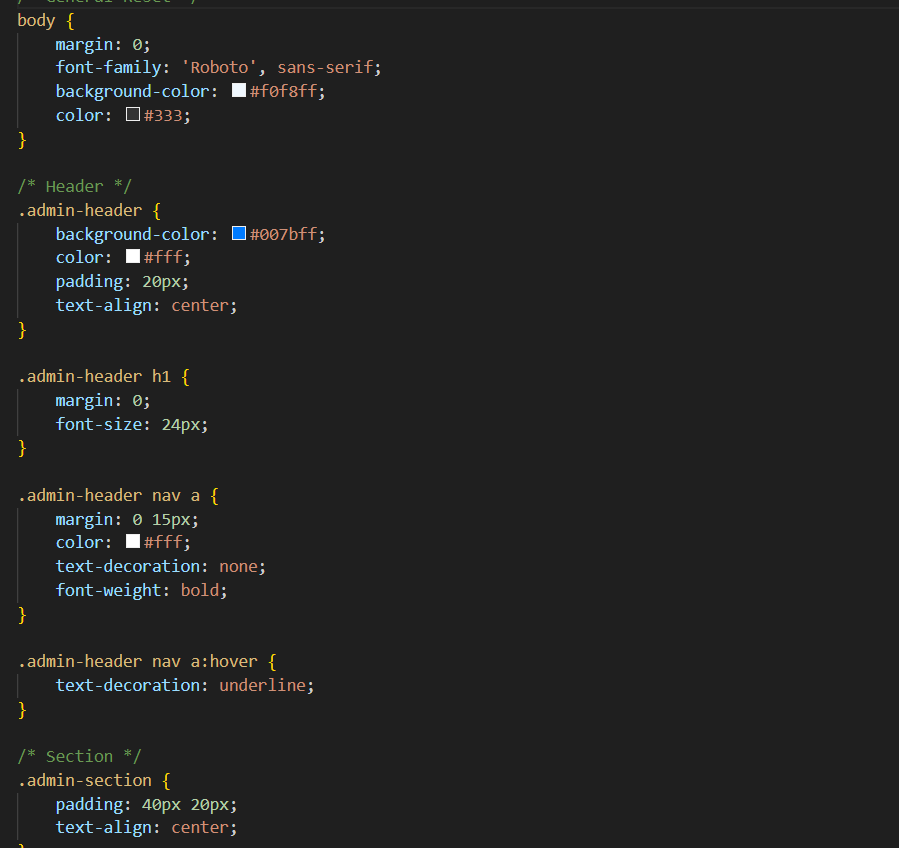 /* General Reset */
body {
    margin: 0;
    font-family: 'Roboto', sans-serif;
    background-color: #f0f8ff;
    color: #333;
}

/* Header */
.admin-header {
    background-color: #007bff;
    color: #fff;
    padding: 20px;
    text-align: center;
}

.admin-header h1 {
    margin: 0;
    font-size: 24px;
}

.admin-header nav a {
    margin: 0 15px;
    color: #fff;
    text-decoration: none;
    font-weight: bold;
}

.admin-header nav a:hover {
    text-decoration: underline;
}

/* Section */
.admin-section {
    padding: 40px 20px;
    text-align: center;
}